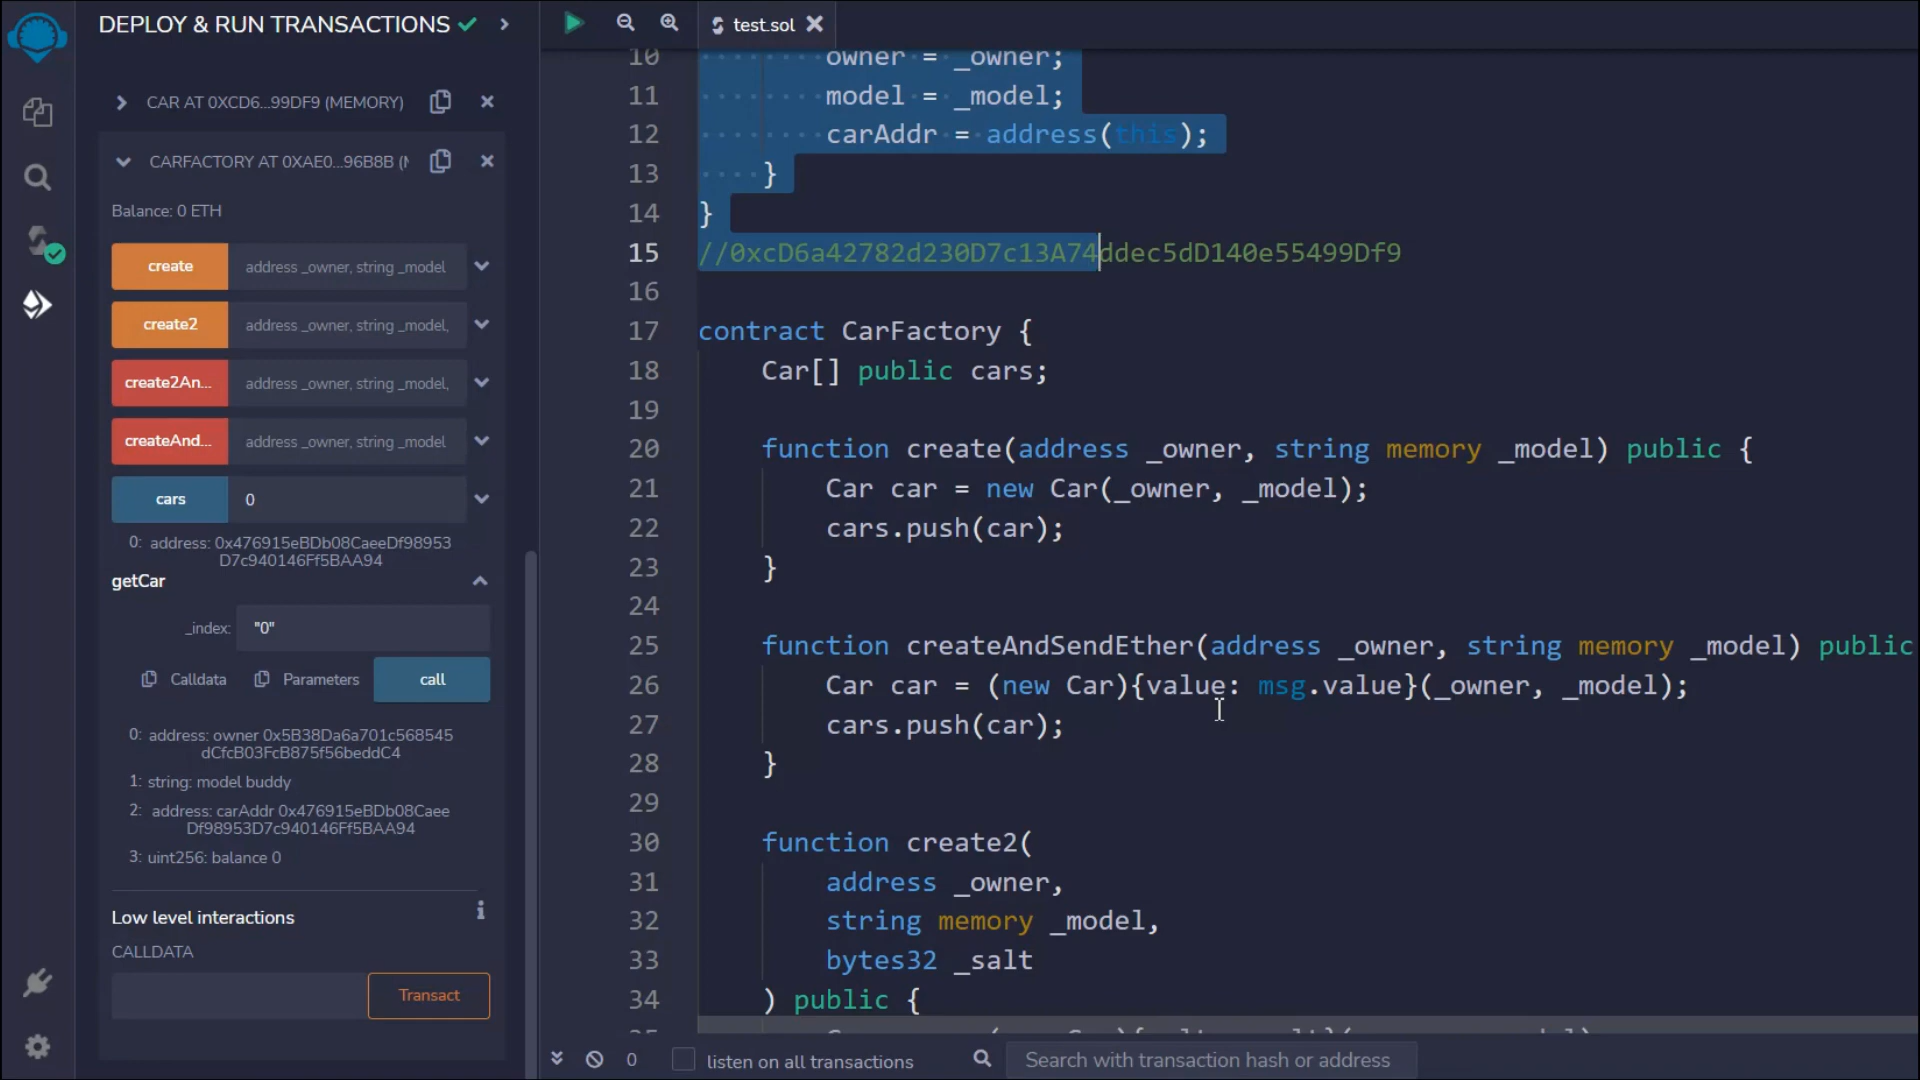 DEPLOY & RUN TRANSACTIONS
CAR AT 0XCD6...99DF9 (MEMORY)
CARFACTORY AT 0XAE0...96B8B (M
Balance: 0 ETH
create address _owner, string _model
create2 address _owner, string _model,
create2An... address _owner, string _model,
createAnd... address _owner, string _model
cars 0
0: address: 0x476915eBDb08CaeeDf98953
D7c940146Ff5BAA94
getCar
_index: "0"
Calldata Parameters call
0: address: owner 0x5B38Da6a701c568545
dCfcB03FcB875f56beddC4
1: string: model buddy
2: address: carAddr 0x476915eBDb08Caee
Df98953D7c940146Ff5BAA94
3: uint256: balance 0
Low level interactions
CALLDATA
Transact
test.sol
10 owner = _owner;
11 model = _model;
12 carAddr = address(this);
13 }
14 }
15 //0xcD6a42782d230D7c13A74ddec5dD140e55499Df9
16
17 contract CarFactory {
18 Car[] public cars;
19
20 function create(address _owner, string memory _model) public {
21 Car car = new Car(_owner, _model);
22 cars.push(car);
23 }
24
25 function createAndSendEther(address _owner, string memory _model) public
26 Car car = (new Car){value: msg.value}(_owner, _model);
27 cars.push(car);
28 }
29
30 function create2(
31 address _owner,
32 string memory _model,
33 bytes32 _salt
34 ) public {
0 listen on all transactions Search with transaction hash or address